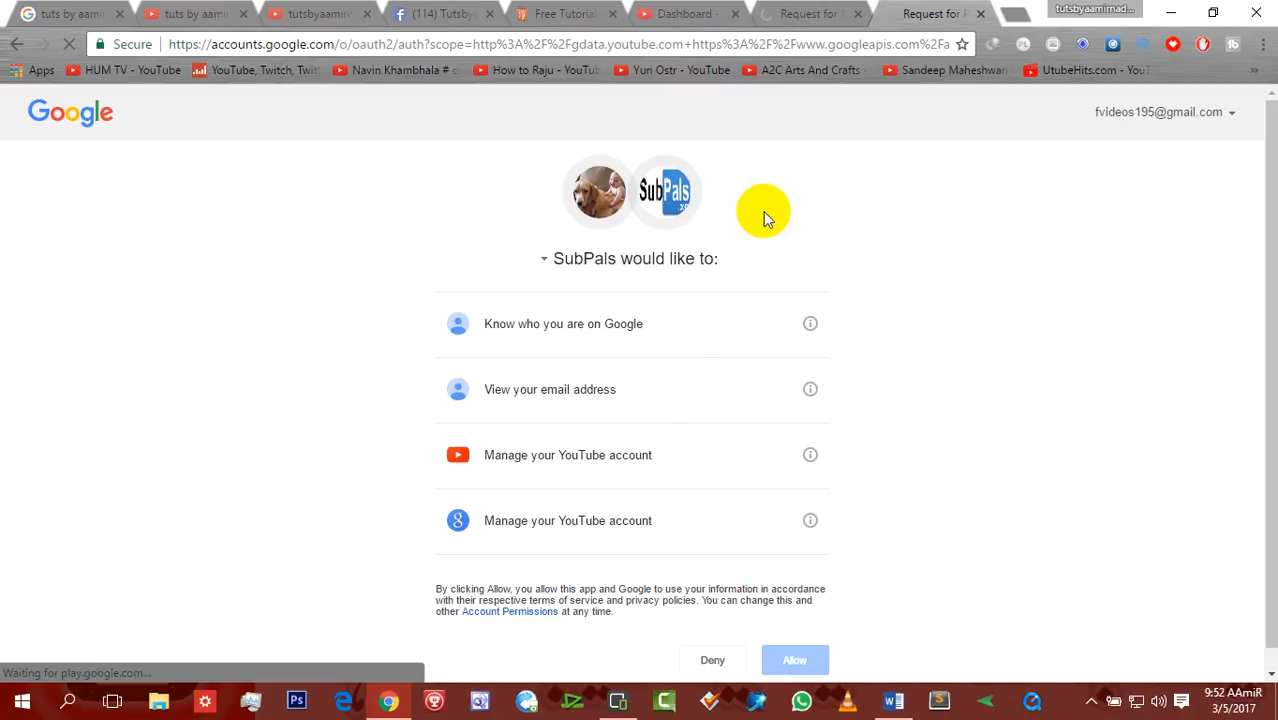 tuts by aami
tuts by aamir
tutsbyaamirn
(114) Tutsby
Free Tutorial
Dashboard -
Request for P
Request for P
tutsbyaamirnad...
Secure
https://accounts.google.com/o/oauth2/auth?scope=http%3A%2F%2Fgdata.youtube.com+https%3A%2F%2Fwww.googleapis.com%2Fa
Apps
HUM TV - YouTube
YouTube, Twitch, Twit
Navin Khambhala # c
How to Raju - YouTu
Yuri Ostr - YouTube
A2C Arts And Crafts -
Sandeep Maheshwari
UtubeHits.com - YouT
Google
fvideos195@gmail.com
SubPals
SubPals would like to:
Know who you are on Google
View your email address
Manage your YouTube account
Manage your YouTube account
By clicking Allow, you allow this app and Google to use your information in accordance
with their respective terms of service and privacy policies. You can change this and
other Account Permissions at any time.
Deny
Allow
Waiting for play.google.com...
9:52 AAmiR
3/5/2017